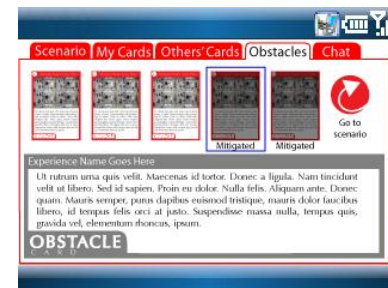 Scenario My Cards Others' Cards Obstacles Chat
Mitigated Mitigated
Go to
scenario
Experience Name Goes Here
Ut rutrum urna quis velit. Maecenas id tortor. Donec a ligula. Nam tincidunt
velit ut libero. Sed id sapien. Proin eu dolor. Nulla felis. Aliquam ante. Donec
quam. Mauris semper, purus dapibus euismod tristique, mauris dolor faucibus
libero, id tempus felis orci at justo. Suspendisse massa nulla, tempus quis,
gravida vel, elementum rhoncus, ipsum.
OBSTACLE
CARD